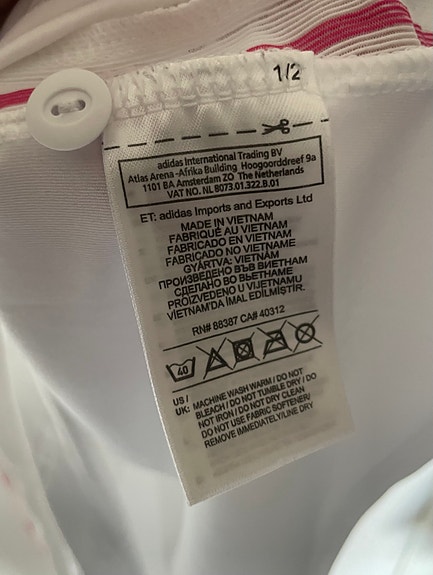 1/2
adidas International Trading BV
Atlas Arena -Afrika Building Hoogoorddreef 9a
1101 BA Amsterdam ZO The Netherlands
VAT NO. NL 8073.01.322.B.01
ET: adidas Imports and Exports Ltd
MADE IN VIETNAM
FABRIQUÉ AU VIETNAM
FABRICADO EN VIETNAM
FABRICADO NO VIETNAME
GYÁRTVA: VIETNÁM
ПРОИЗВЕДЕНО ВЪВ ВИЕТНАМ
СДЕЛАНО ВО ВЬЕТНАМЕ
PROIZVEDENO U VIJETNAMU
VİETNAM'DA İMAL EDİLMİŞTİR.
RN# 88387 CA# 40312
40
US / MACHINE WASH WARM / DO NOT
UK: BLEACH / DO NOT TUMBLE DRY / DO
NOT IRON / DO NOT DRY CLEAN
DO NOT USE FABRIC SOFTENER/
REMOVE IMMEDIATELY/LINE DRY